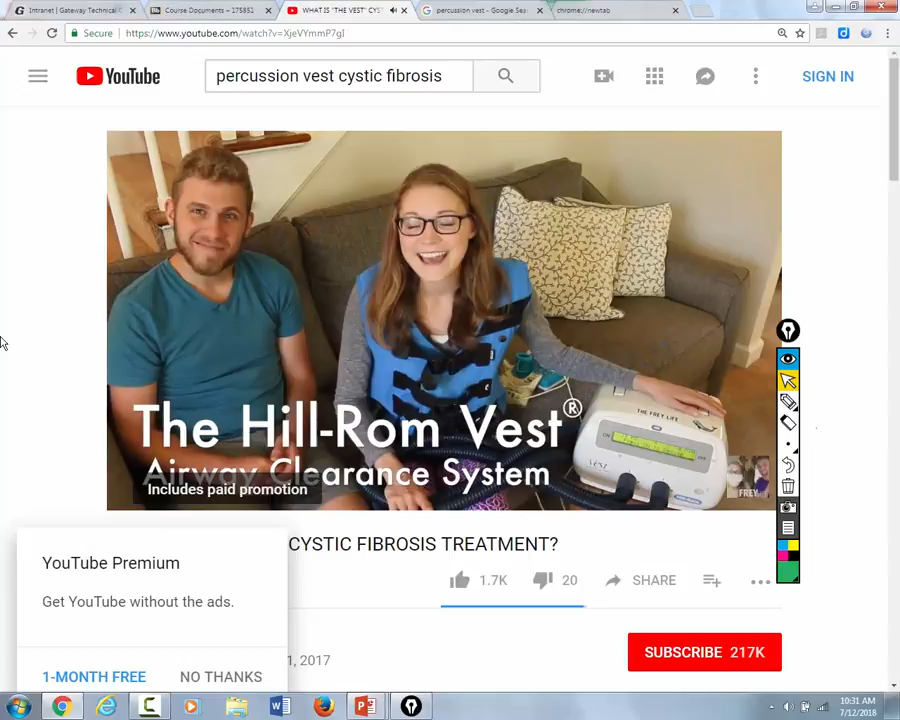 Intranet | Gateway Technical C
Course Documents – 175851
WHAT IS "THE VEST" CYS
percussion vest - Google Sea
chrome://newtab
Secure
https://www.youtube.com/watch?v=XjeVYmmP7gI
YouTube
percussion vest cystic fibrosis
SIGN IN
THE FREY LIFE
The Hill-Rom Vest®
Airway Clearance System
Includes paid promotion
FREY
CYSTIC FIBROSIS TREATMENT?
1.7K
20
SHARE
YouTube Premium
Get YouTube without the ads.
1-MONTH FREE
NO THANKS
1, 2017
SUBSCRIBE 217K
10:31 AM
7/12/2018